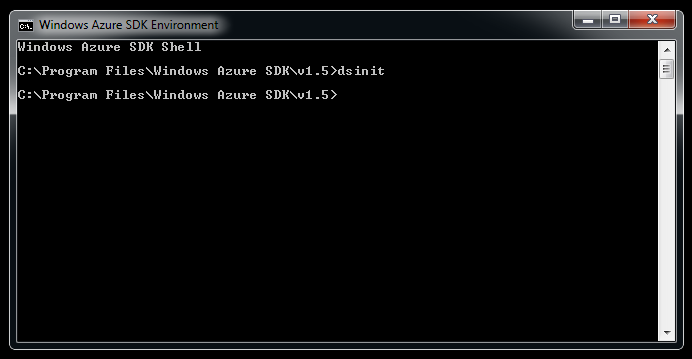 Windows Azure SDK Environment
Windows Azure SDK Shell
C:\Program Files\Windows Azure SDK\v1.5>dsinit
C:\Program Files\Windows Azure SDK\v1.5>